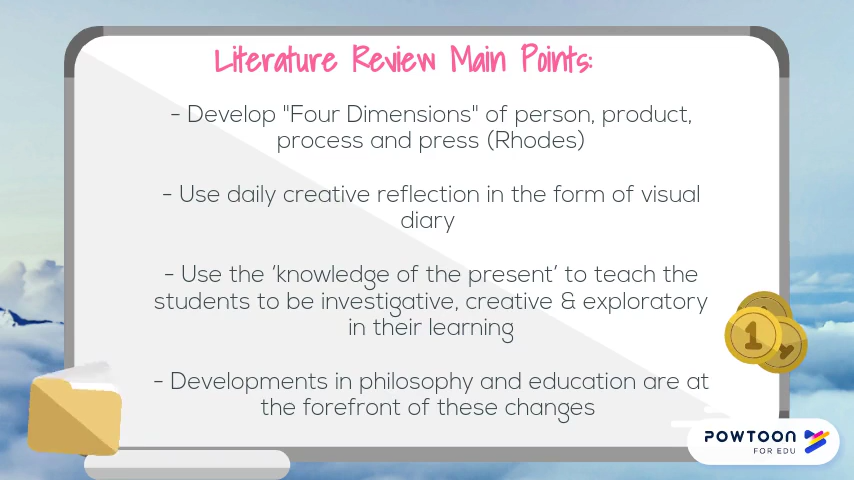 Literature Review Main Points:
- Develop "Four Dimensions" of person, product,
process and press (Rhodes)
- Use daily creative reflection in the form of visual
diary
- Use the ‘knowledge of the present’ to teach the
students to be investigative, creative & exploratory
in their learning
- Developments in philosophy and education are at
the forefront of these changes
1
POWTOON
FOR EDU